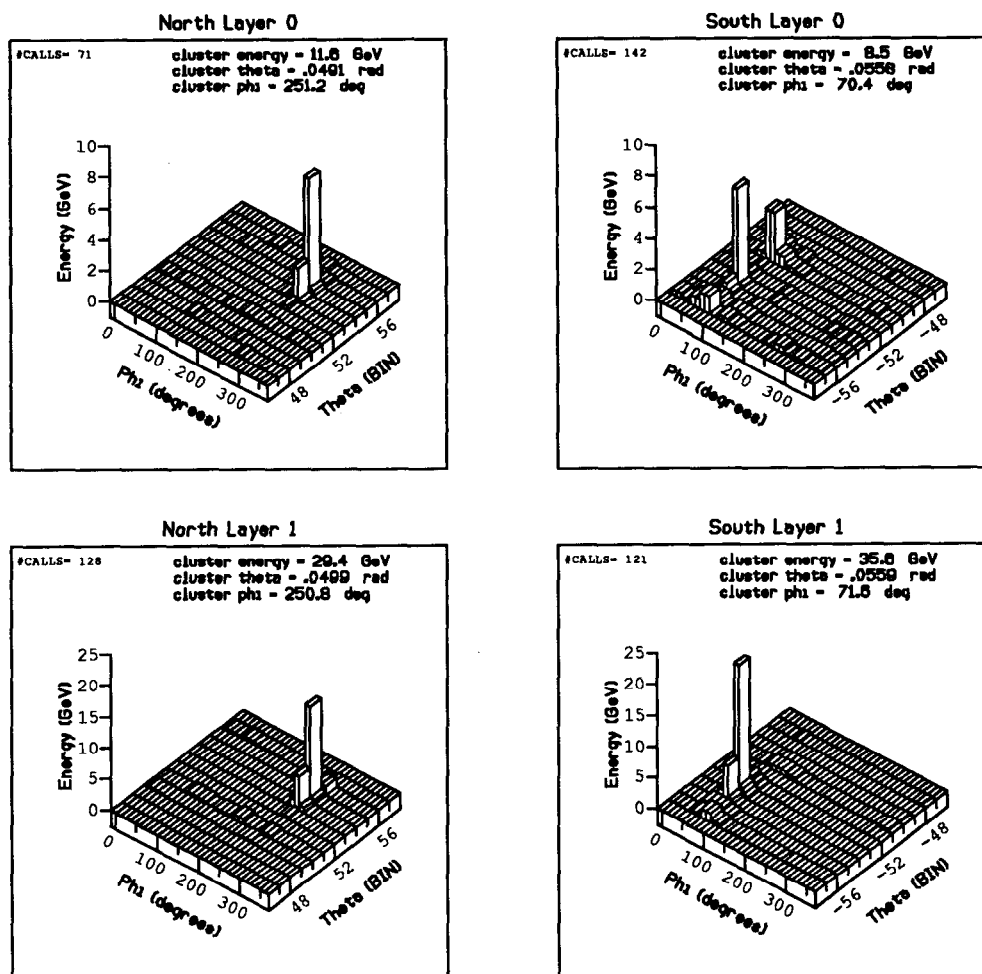 North Layer 0
#CALLS= 71
cluster energy = 11.6 GeV
cluster theta = .0491 rad
cluster phi = 251.2 deg
10
8
6
4
2
0
Energy (GeV)
0
100
200
300
Phi (degrees)
48
52
56
Theta (BIN)
South Layer 0
#CALLS= 142
cluster energy = 8.5 GeV
cluster theta = .0558 rad
cluster phi = 70.4 deg
10
8
6
4
2
0
Energy (GeV)
0
100
200
300
Phi (degrees)
-56
-52
-48
Theta (BIN)
North Layer 1
#CALLS= 128
cluster energy = 29.4 GeV
cluster theta = .0499 rad
cluster phi = 250.8 deg
25
20
15
10
5
0
Energy (GeV)
0
100
200
300
Phi (degrees)
48
52
56
Theta (BIN)
South Layer 1
#CALLS= 121
cluster energy = 35.6 GeV
cluster theta = .0559 rad
cluster phi = 71.6 deg
25
20
15
10
5
0
Energy (GeV)
0
100
200
300
Phi (degrees)
-56
-52
-48
Theta (BIN)